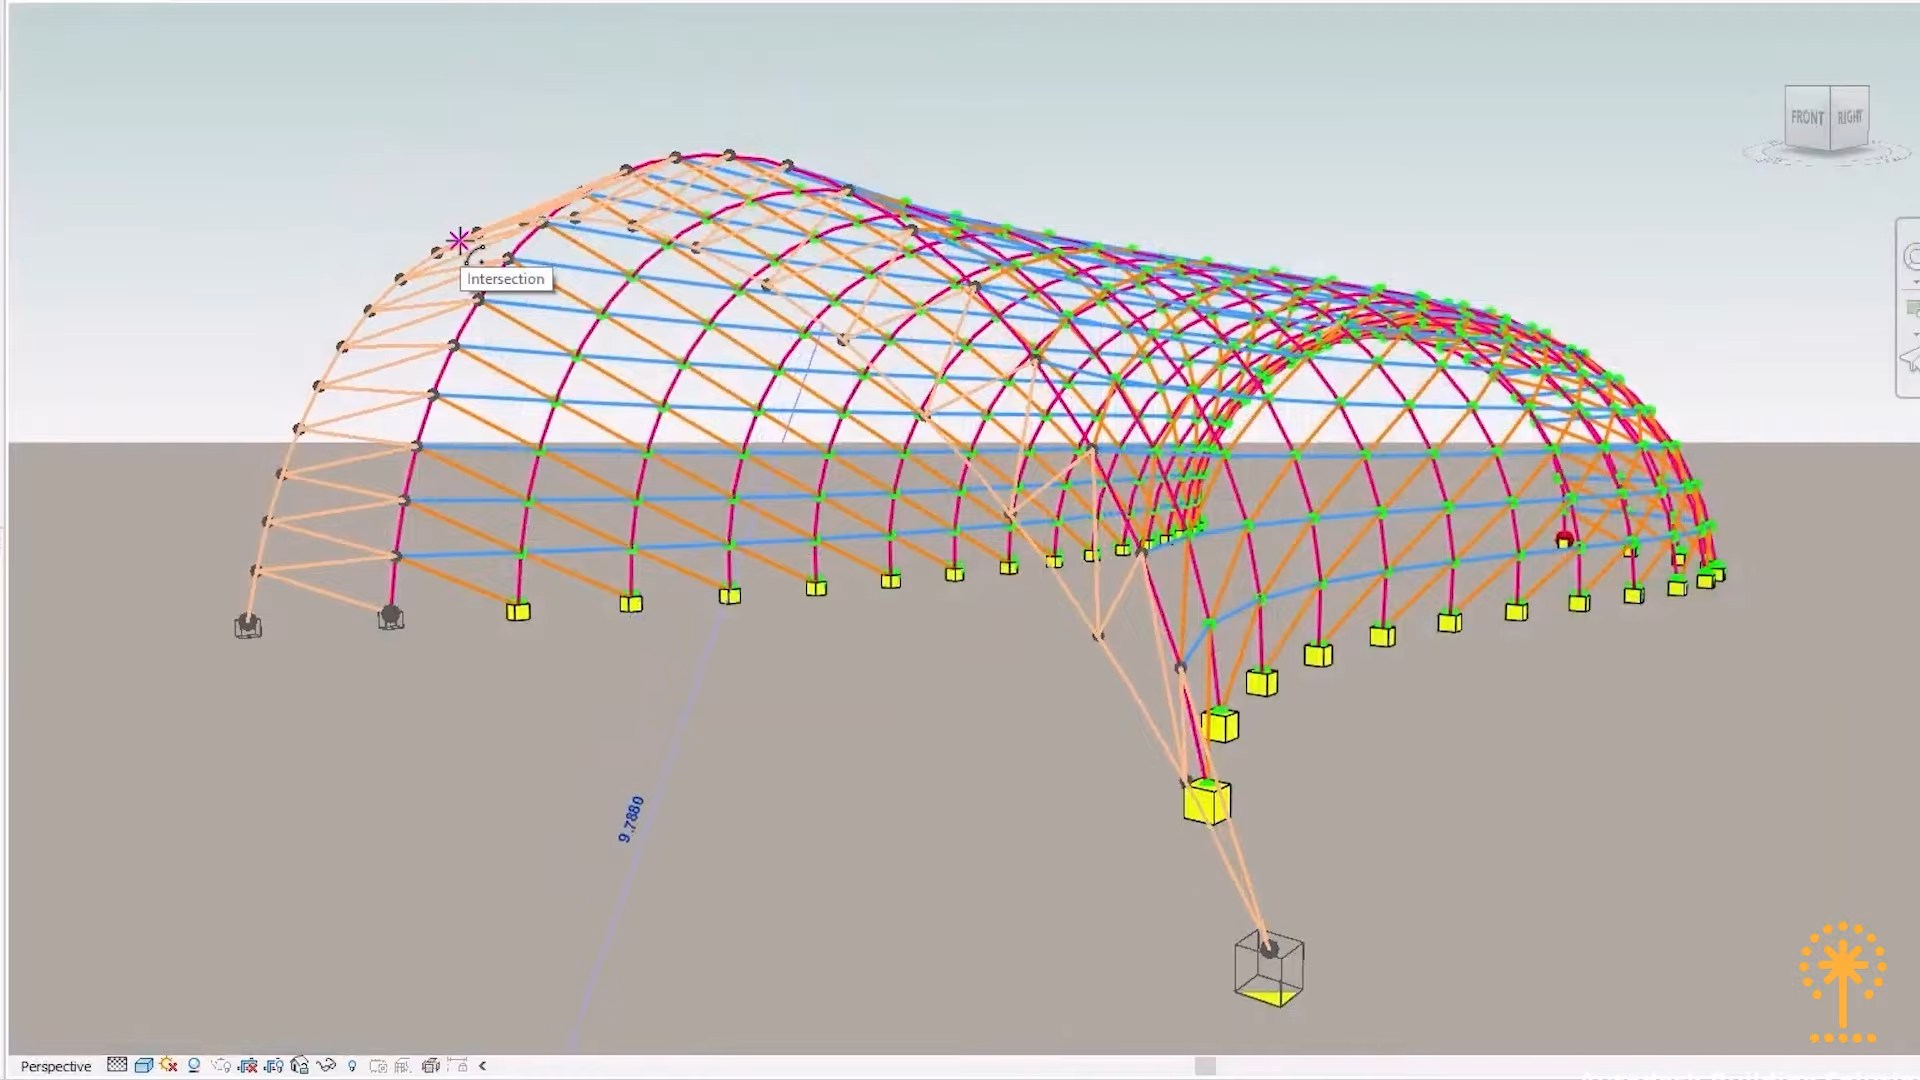 FRONT
RIGHT
Intersection
9.7880
Perspective